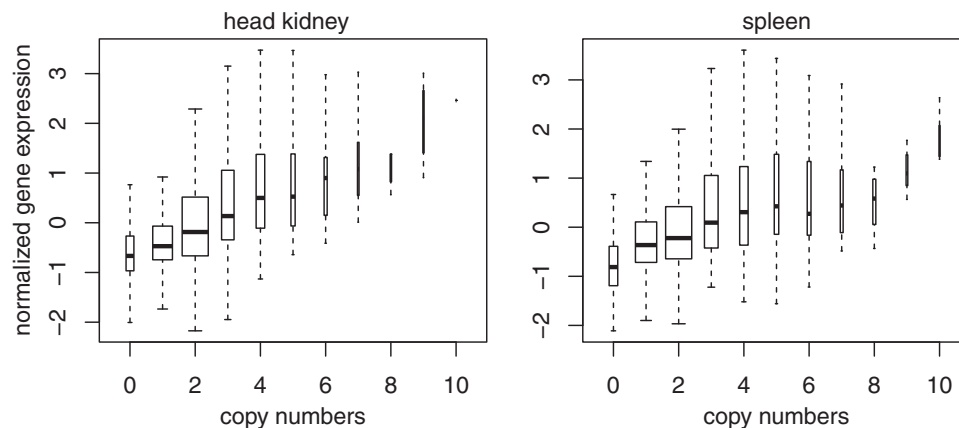 head kidney
spleen
normalized gene expression
3
2
1
0
−1
−2
3
2
1
0
−1
−2
0 2 4 6 8 10
0 2 4 6 8 10
copy numbers
copy numbers